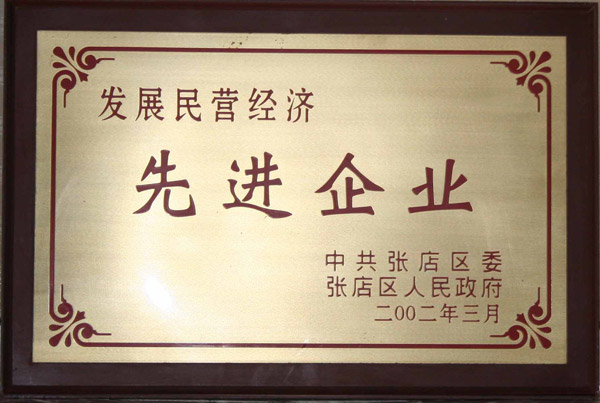 发展民营经济
先进企业
中共张店区委
张店区人民政府
二00二年三月